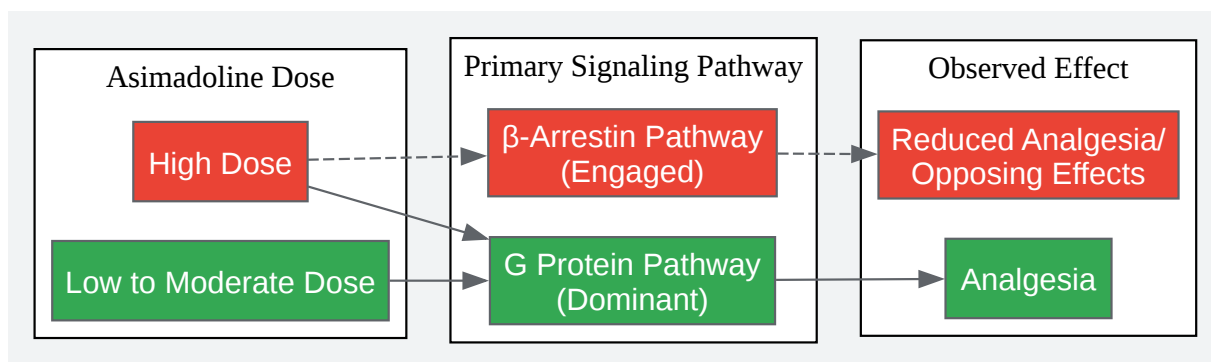 Asimadoline Dose
High Dose
Low to Moderate Dose
Primary Signaling Pathway
β-Arrestin Pathway
(Engaged)
G Protein Pathway
(Dominant)
Observed Effect
Reduced Analgesia/
Opposing Effects
Analgesia